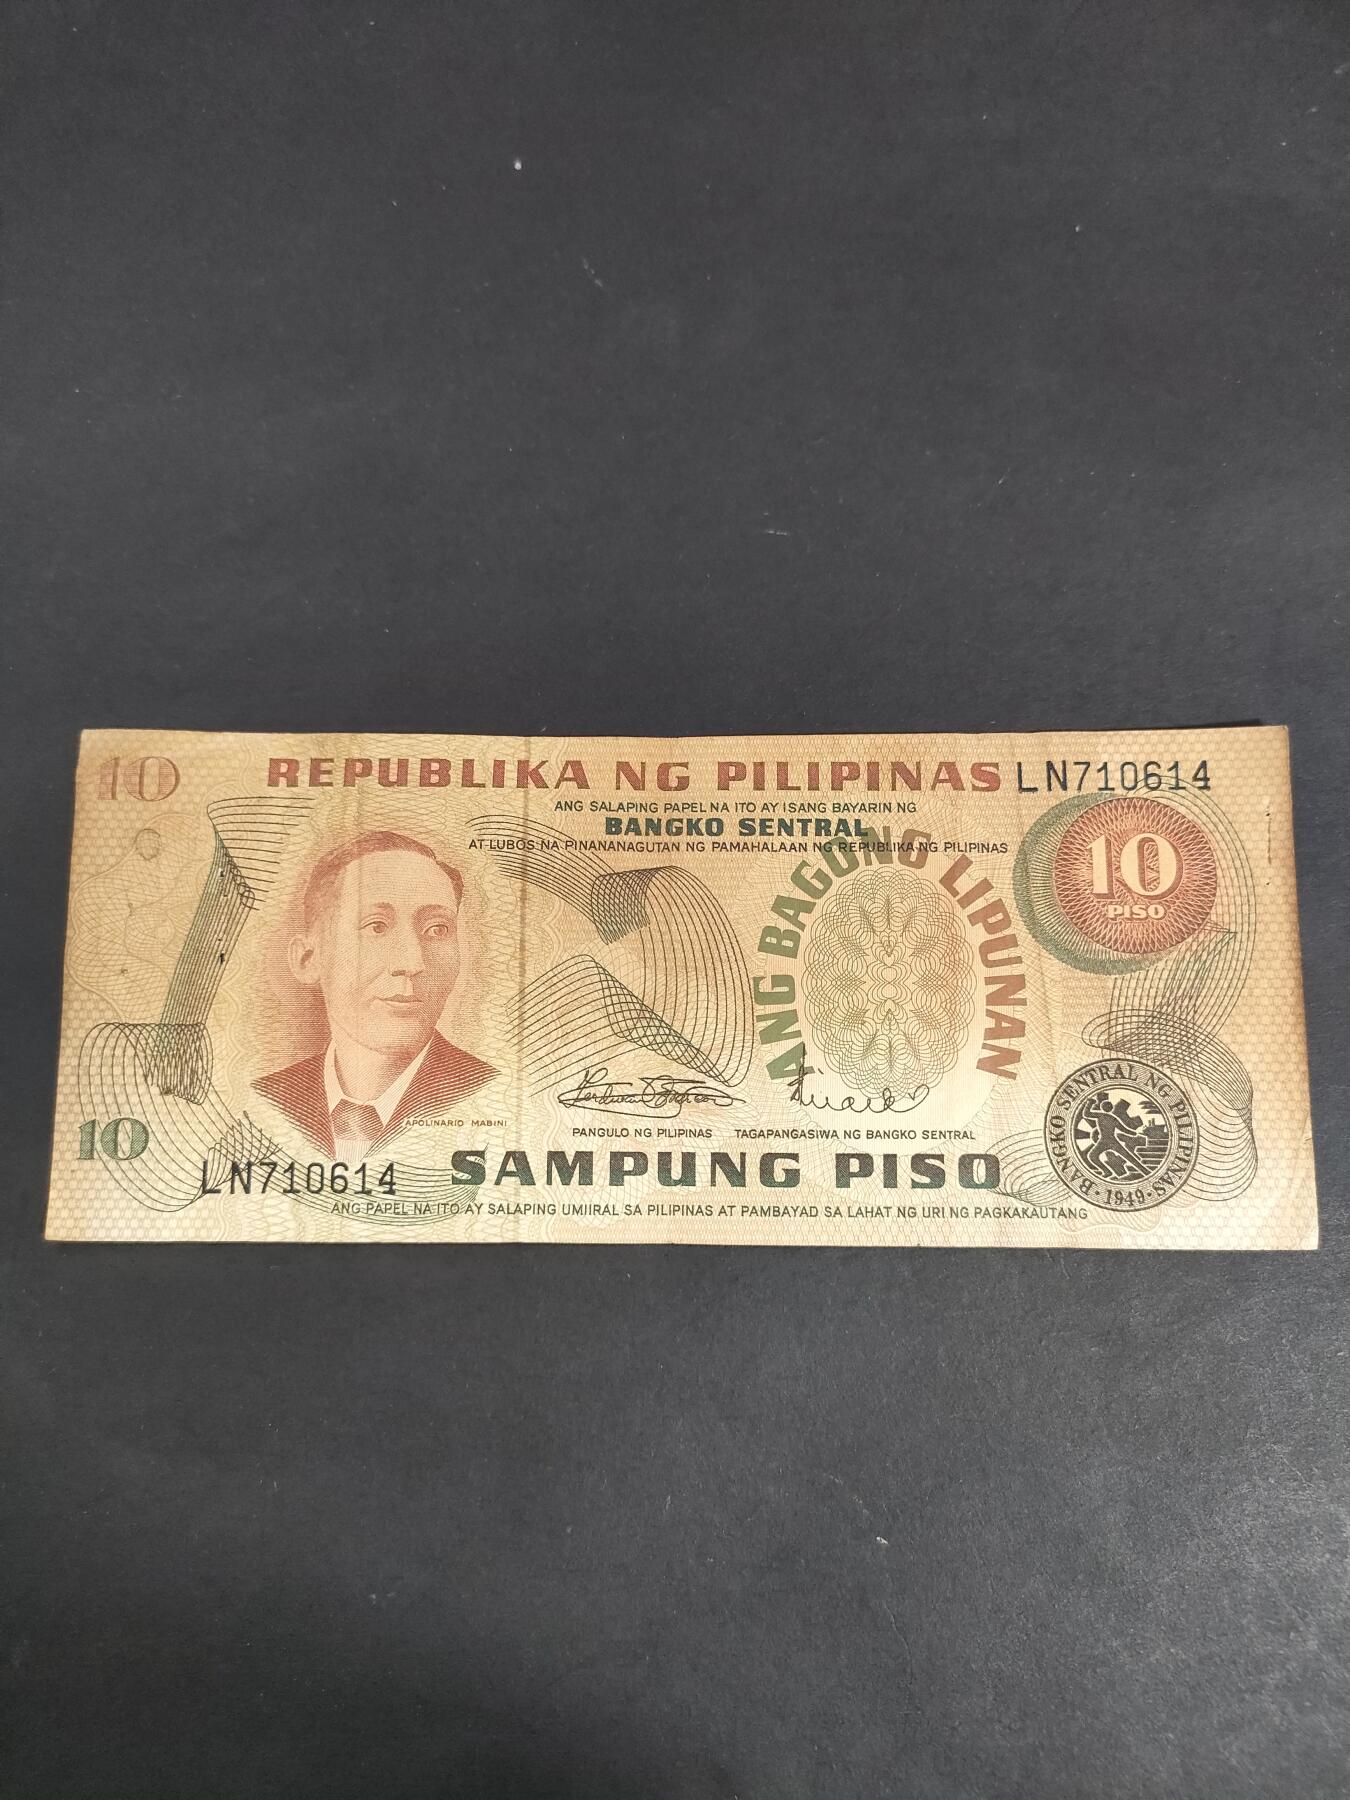 10
REPUBLIKA NG PILIPINAS
LN710614
ANG SALAPING PAPEL NA ITO AY ISANG BAYARIN NG
BANGKO SENTRAL
AT LUBOS NA PINANANAGUTAN NG PAMAHALAAN NG REPUBLIKA NG PILIPINAS
10
PISO
ANG BAGONG LIPUNAN
APOLINARIO MABINI
PANGULO NG PILIPINAS
TAGAPANGASIWA NG BANGKO SENTRAL
10
LN710614
SAMPUNG PISO
BANGKO SENTRAL NG PILIPINAS
·1949·
ANG PAPEL NA ITO AY SALAPING UMIIRAL SA PILIPINAS AT PAMBAYAD SA LAHAT NG URI NG PAGKAKAUTANG